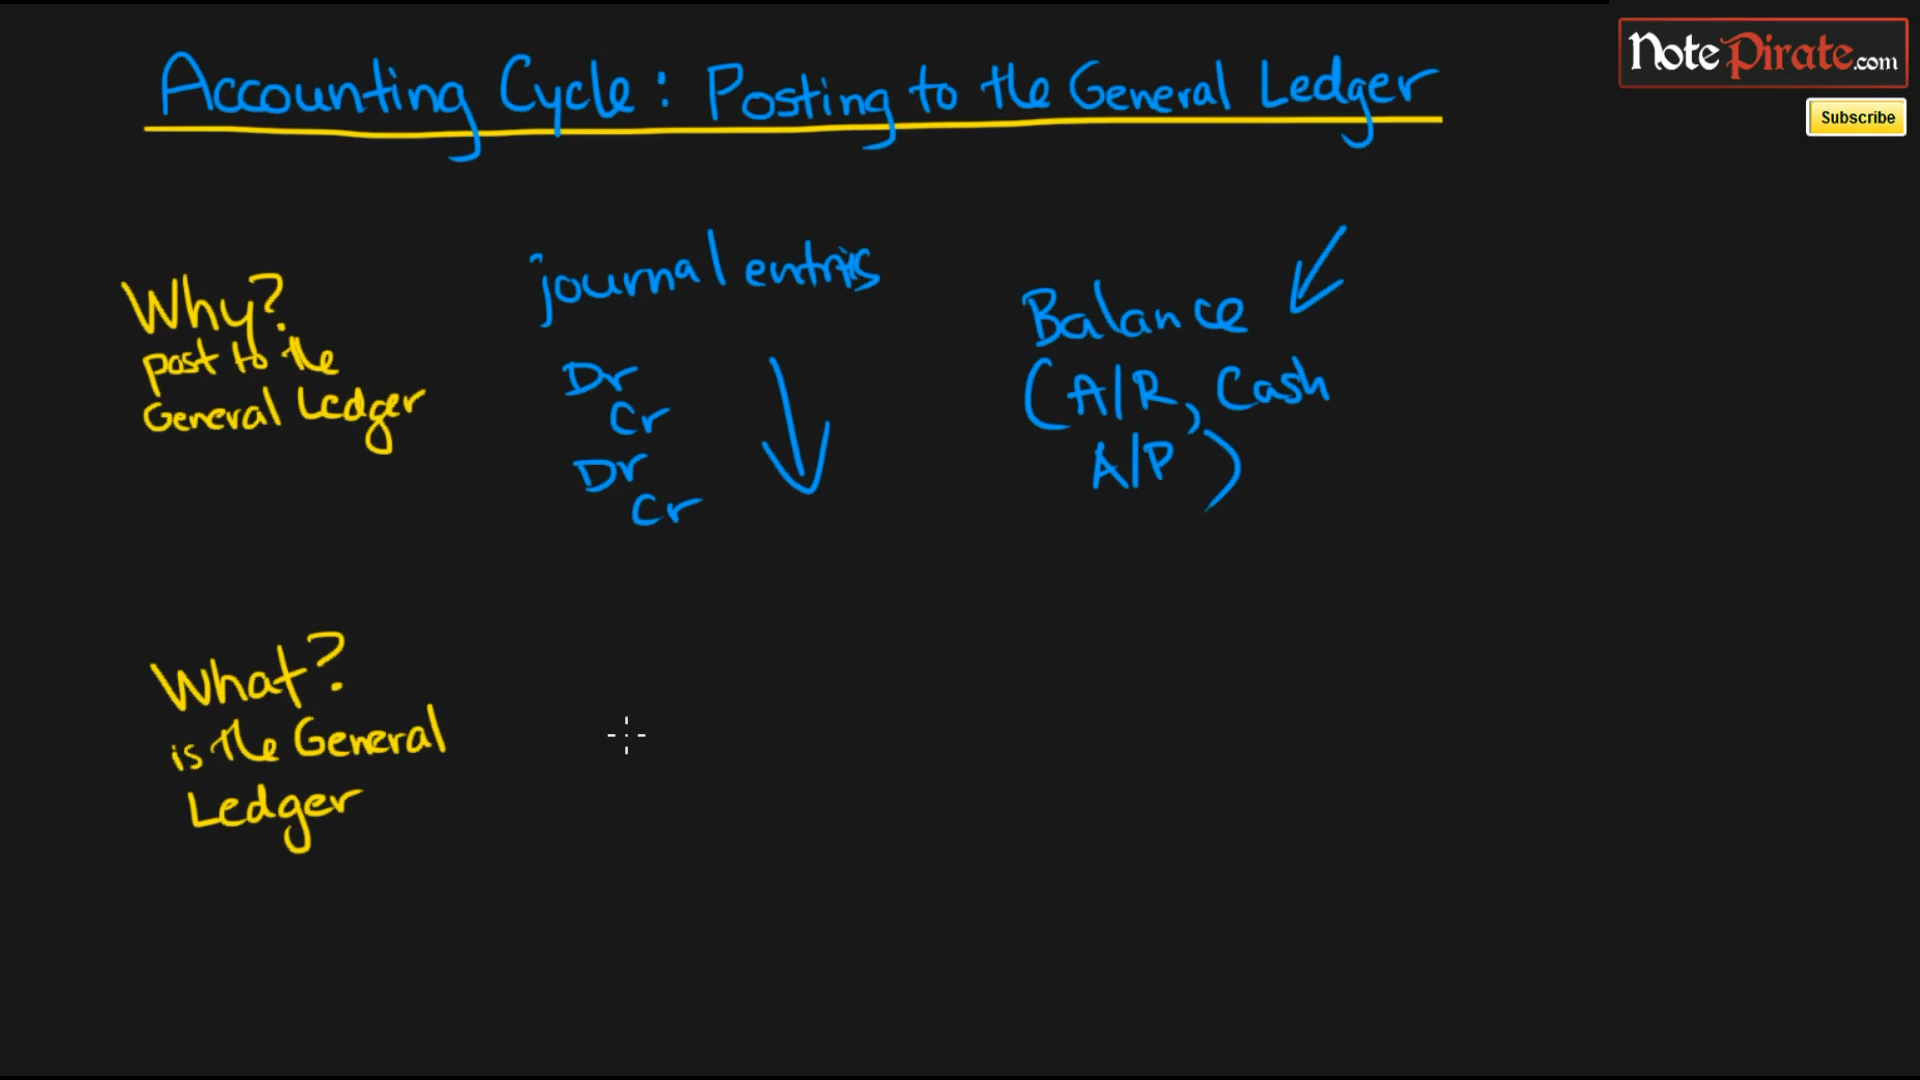 Accounting Cycle: Posting to the General Ledger
NotePirate.com
Subscribe
Why?
post to the
General Ledger
journal entries
Dr
Cr
Dr
Cr
Balance
(A/R, Cash
A/P)
What?
is the General
Ledger